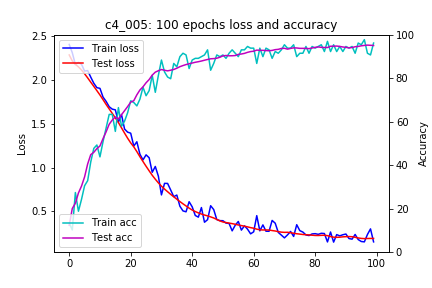 c4_005: 100 epochs loss and accuracy
2.5
2.0
1.5
1.0
0.5
Loss
Train loss
Test loss
Train acc
Test acc
100
80
60
40
20
0
Accuracy
0
20
40
60
80
100